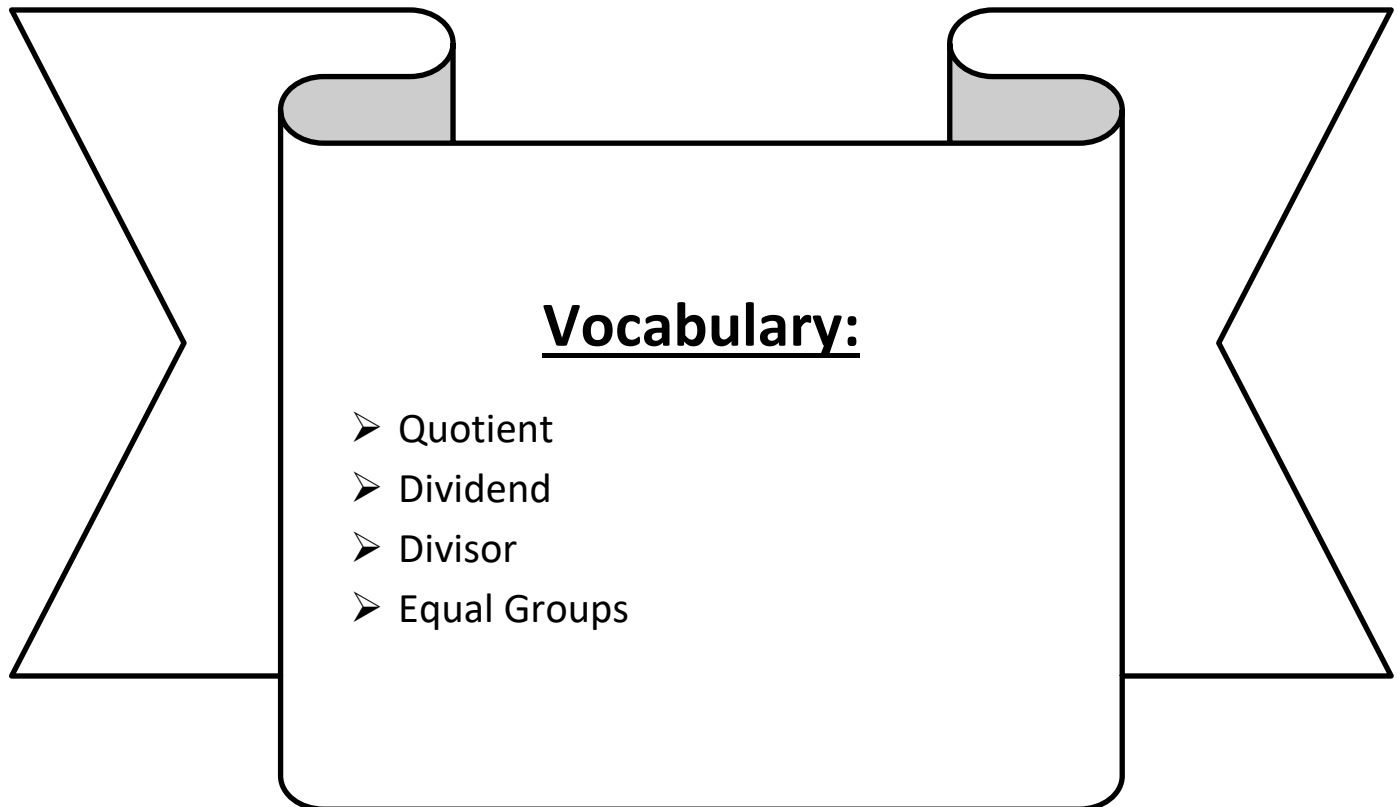 Vocabulary:
➢ Quotient
➢ Dividend
➢ Divisor
➢ Equal Groups